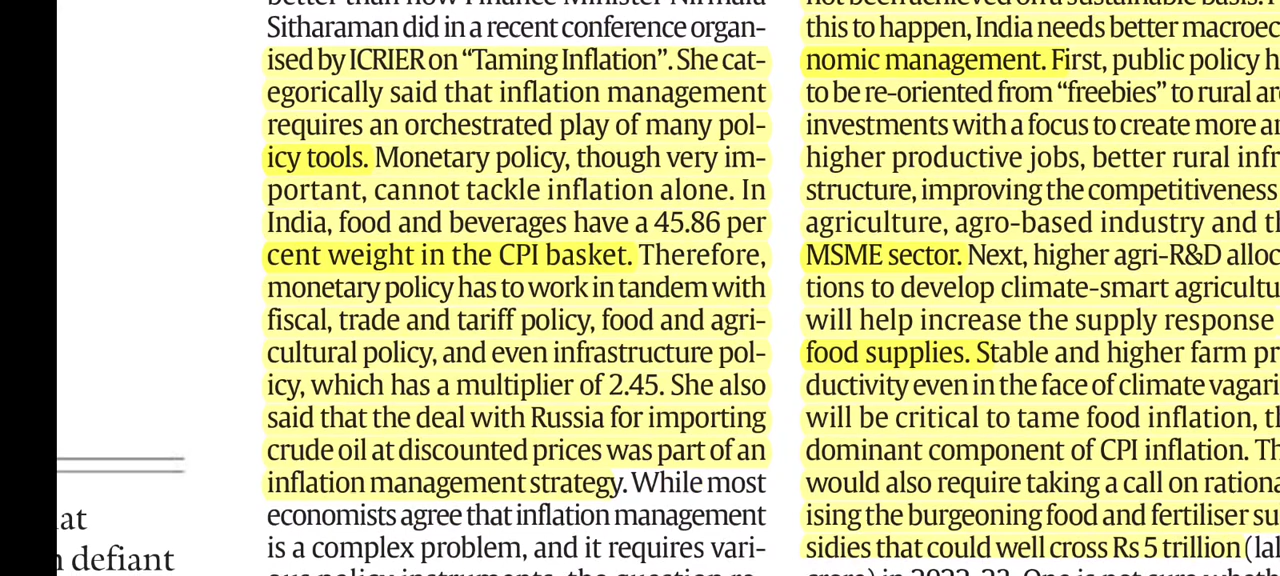 Sitharaman did in a recent conference organ-
ised by ICRIER on “Taming Inflation”. She cat-
egorically said that inflation management
requires an orchestrated play of many pol-
icy tools. Monetary policy, though very im-
portant, cannot tackle inflation alone. In
India, food and beverages have a 45.86 per
cent weight in the CPI basket. Therefore,
monetary policy has to work in tandem with
fiscal, trade and tariff policy, food and agri-
cultural policy, and even infrastructure pol-
icy, which has a multiplier of 2.45. She also
said that the deal with Russia for importing
crude oil at discounted prices was part of an
inflation management strategy. While most
economists agree that inflation management
is a complex problem, and it requires vari-
this to happen, India needs better macroec
nomic management. First, public policy h
to be re-oriented from “freebies” to rural ar
investments with a focus to create more an
higher productive jobs, better rural infr
structure, improving the competitiveness
agriculture, agro-based industry and th
MSME sector. Next, higher agri-R&D alloc
tions to develop climate-smart agricultu
will help increase the supply response
food supplies. Stable and higher farm pr
ductivity even in the face of climate vagari
will be critical to tame food inflation, th
dominant component of CPI inflation. Th
would also require taking a call on rationa
ising the burgeoning food and fertiliser su
sidies that could well cross Rs 5 trillion (lak
at
defiant